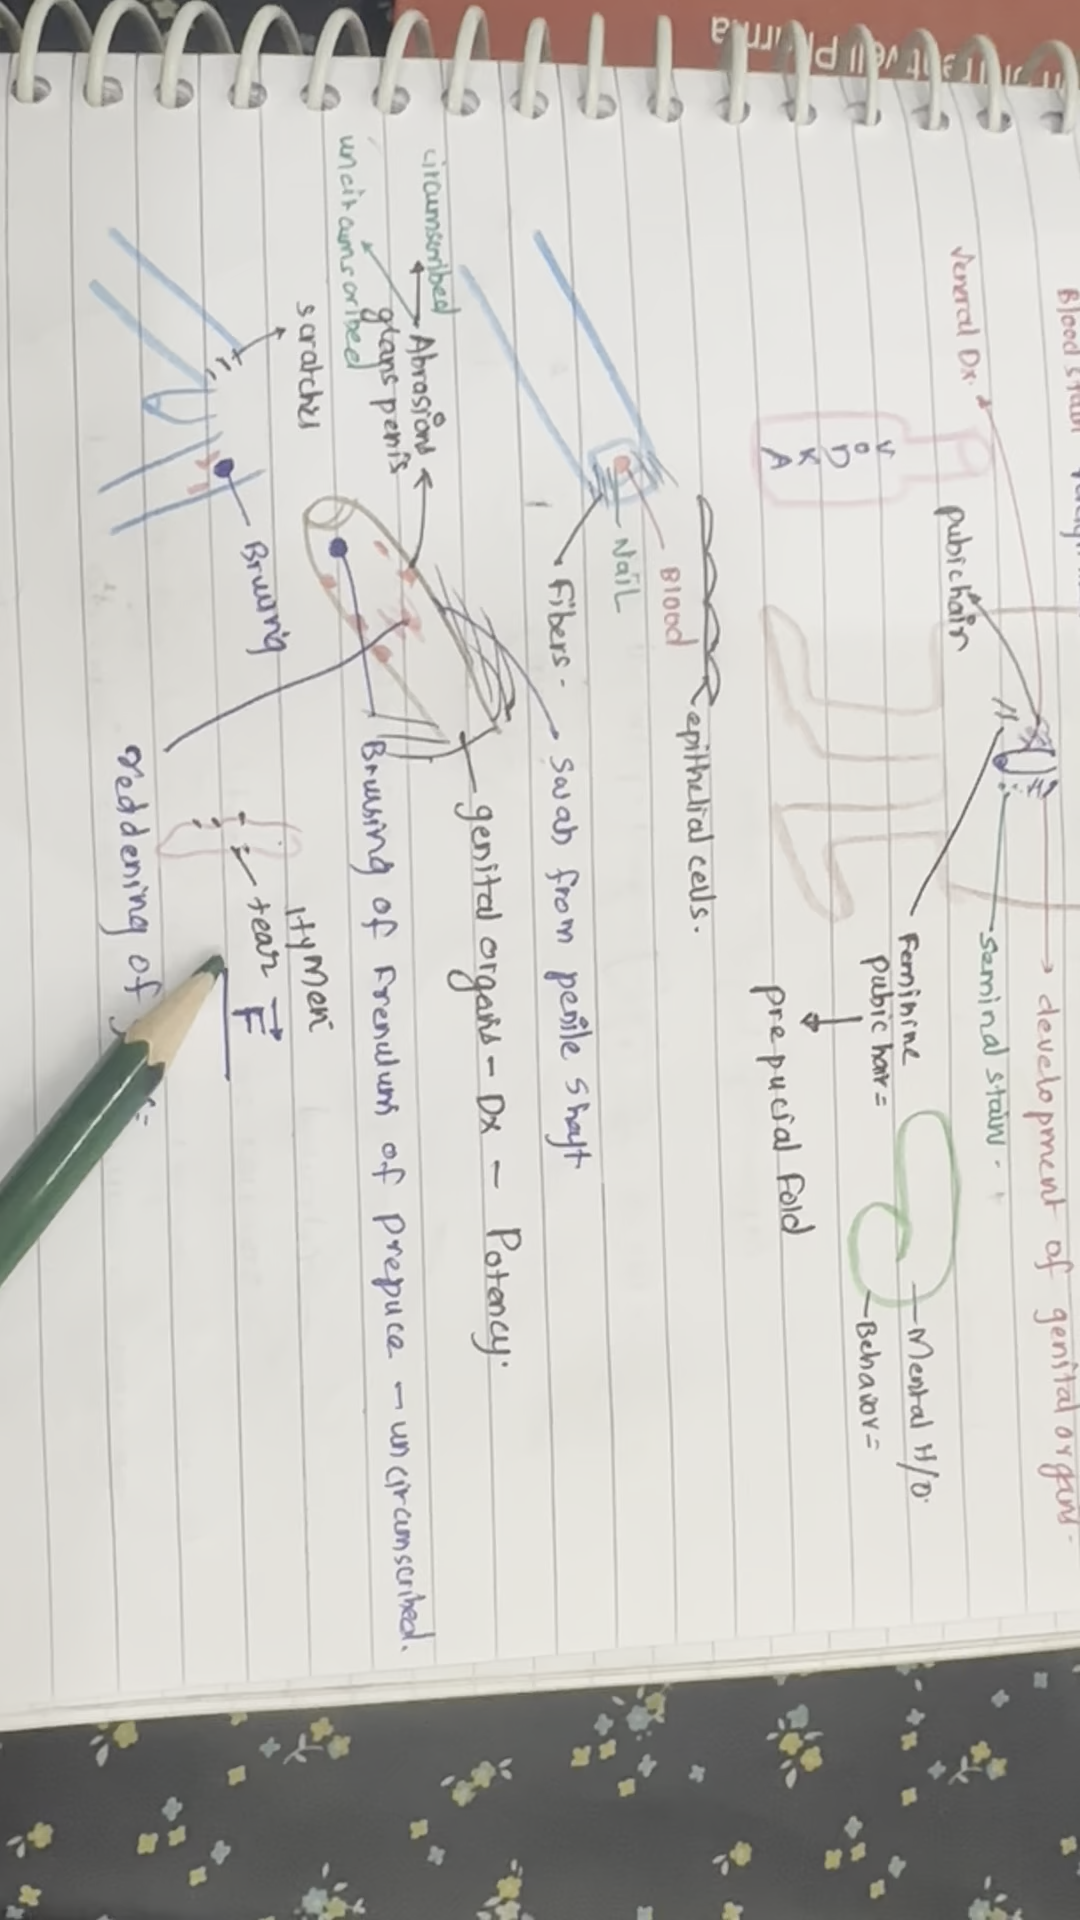 Blood stain
Veneral Dx.
development of genital organs.
pubic hair
Seminal stain.
Feminine
pubic hair =
Mental H/O.
Behavor =
V
O
D
K
A
prepucial Fold
epithelial cells.
Blood
Nail
Fibers.
swab from penile shaft
genital organs - Dx - Potency.
circumscribed
Abrasions
glans penis
uncircumscribed
Bruising of Frenulum of prepuce - uncircumscribed.
scratches
Hymen
Bruising
tear
F
reddening of